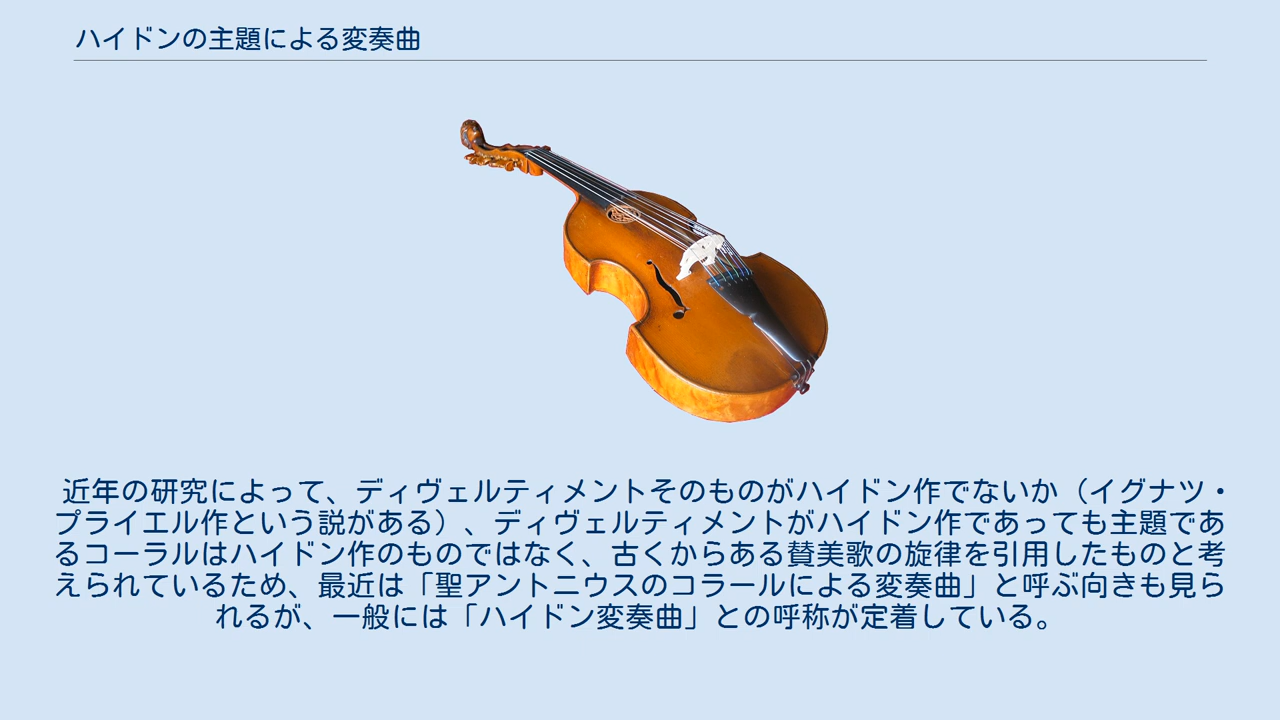 ハイドンの主題による変奏曲
近年の研究によって、ディヴェルティメントそのものがハイドン作でないか（イグナツ・
プライエル作という説がある）、ディヴェルティメントがハイドン作であっても主題であ
るコーラルはハイドン作のものではなく、古くからある賛美歌の旋律を引用したものと考
えられているため、最近は「聖アントニウスのコラールによる変奏曲」と呼ぶ向きも見ら
れるが、一般には「ハイドン変奏曲」との呼称が定着している。